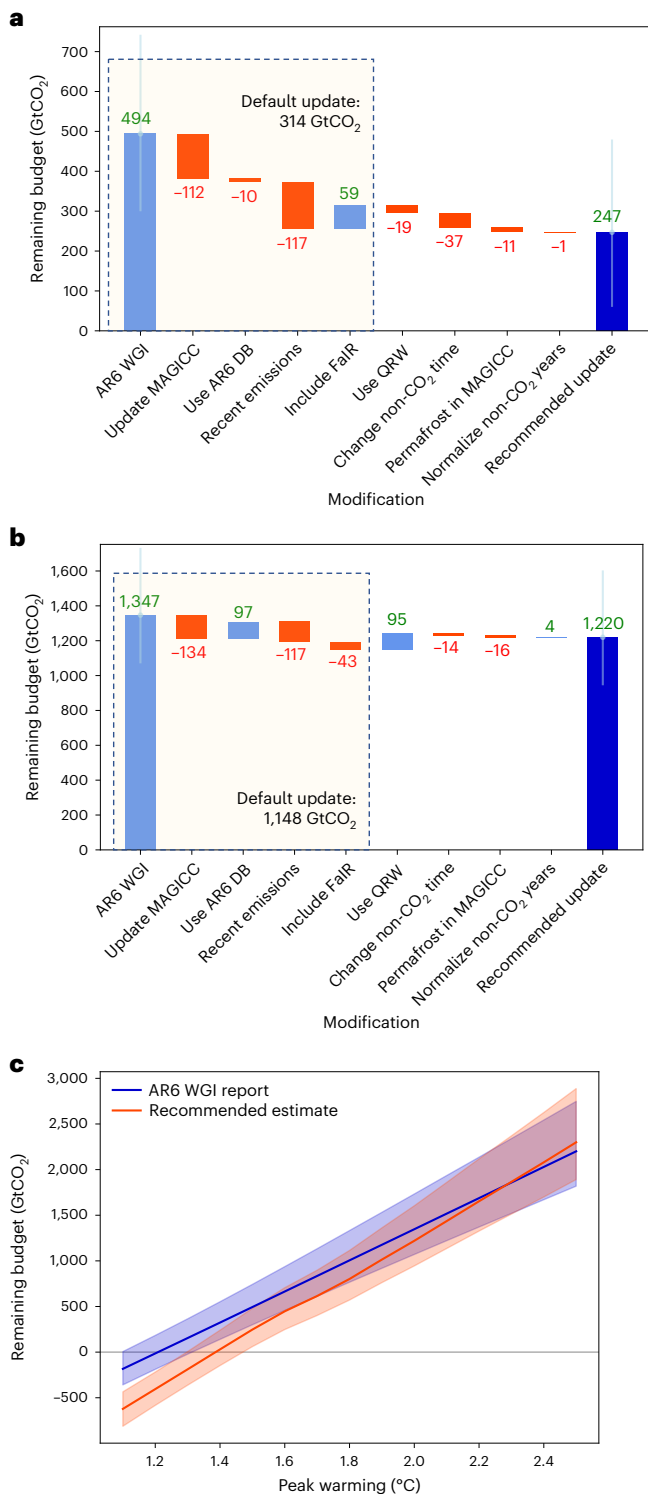 a
Remaining budget (GtCO2)
700
600
500
400
300
200
100
0
Default update:
314 GtCO2
494
–112
–10
–117
59
–19
–37
–11
–1
247
AR6 WGI
Update MAGICC
Use AR6 DB
Recent emissions
Include FaIR
Use QRW
Change non-CO2 time
Permafrost in MAGICC
Normalize non-CO2 years
Recommended update
Modification
b
Remaining budget (GtCO2)
1,600
1,400
1,200
1,000
800
600
400
200
0
1,347
–134
97
–117
–43
95
–14
–16
4
1,220
Default update:
1,148 GtCO2
AR6 WGI
Update MAGICC
Use AR6 DB
Recent emissions
Include FaIR
Use QRW
Change non-CO2 time
Permafrost in MAGICC
Normalize non-CO2 years
Recommended update
Modification
c
Remaining budget (GtCO2)
3,000
2,500
2,000
1,500
1,000
500
0
–500
AR6 WGI report
Recommended estimate
1.2
1.4
1.6
1.8
2.0
2.2
2.4
Peak warming (°C)